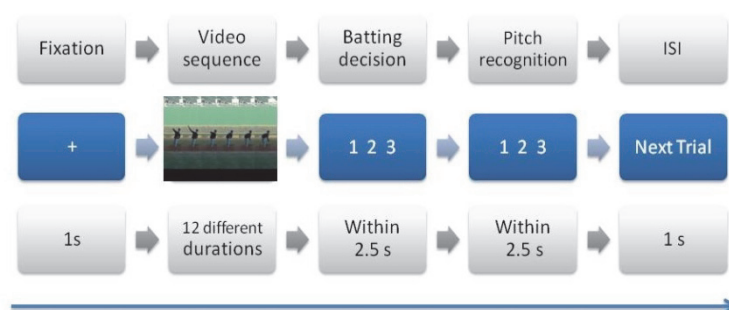 Fixation
Video
sequence
Batting
decision
Pitch
recognition
ISI
+
1 2 3
1 2 3
Next Trial
1s
12 different
durations
Within
2.5 s
Within
2.5 s
1 s